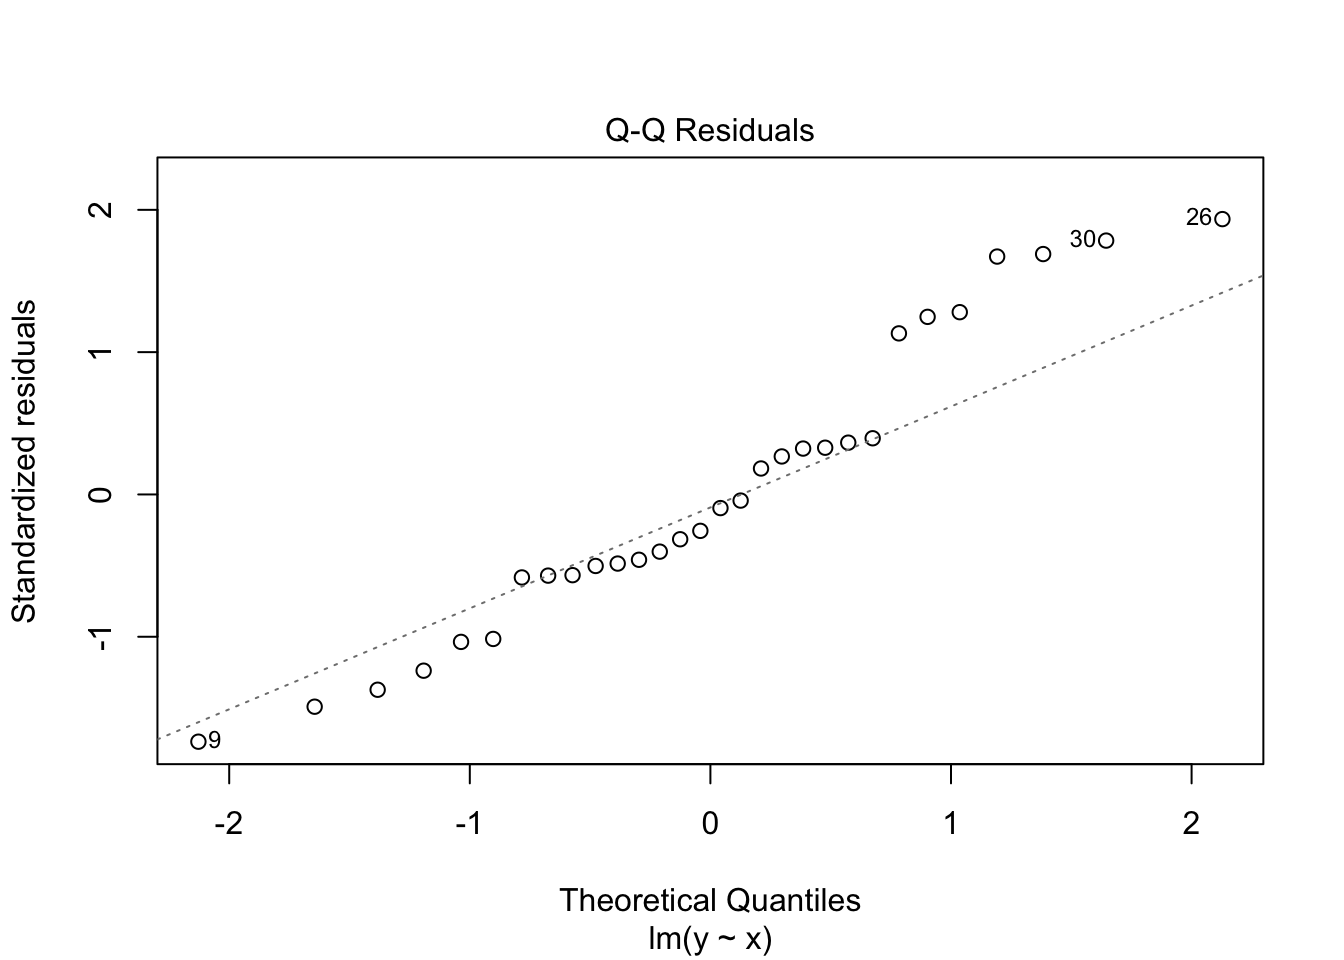 Q-Q Residuals
2
1
0
-1
Standardized residuals
26
30
9
-2 -1 0 1 2
Theoretical Quantiles
lm(y ~ x)